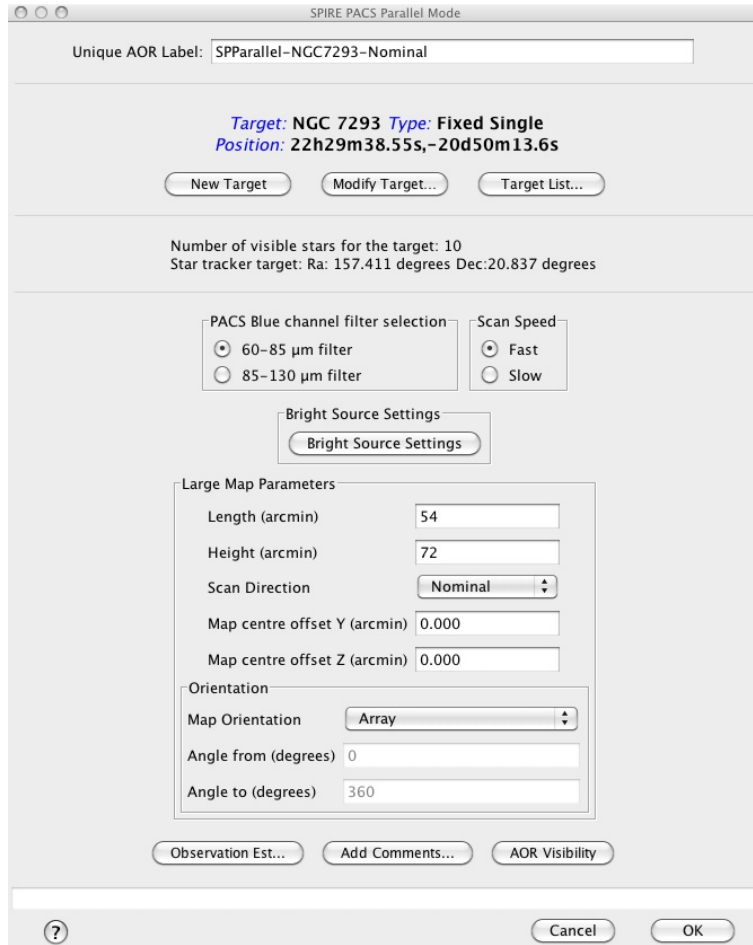 SPIRE PACS Parallel Mode
Unique AOR Label: SPParallel-NGC7293-Nominal
Target: NGC 7293 Type: Fixed Single
Position: 22h29m38.55s,-20d50m13.6s
New Target Modify Target... Target List...
Number of visible stars for the target: 10
Star tracker target: Ra: 157.411 degrees Dec:20.837 degrees
PACS Blue channel filter selection Scan Speed
60-85 µm filter Fast
85-130 µm filter Slow
Bright Source Settings
Bright Source Settings
Large Map Parameters
Length (arcmin) 54
Height (arcmin) 72
Scan Direction Nominal
Map centre offset Y (arcmin) 0.000
Map centre offset Z (arcmin) 0.000
Orientation
Map Orientation Array
Angle from (degrees) 0
Angle to (degrees) 360
Observation Est... Add Comments... AOR Visibility
? Cancel OK